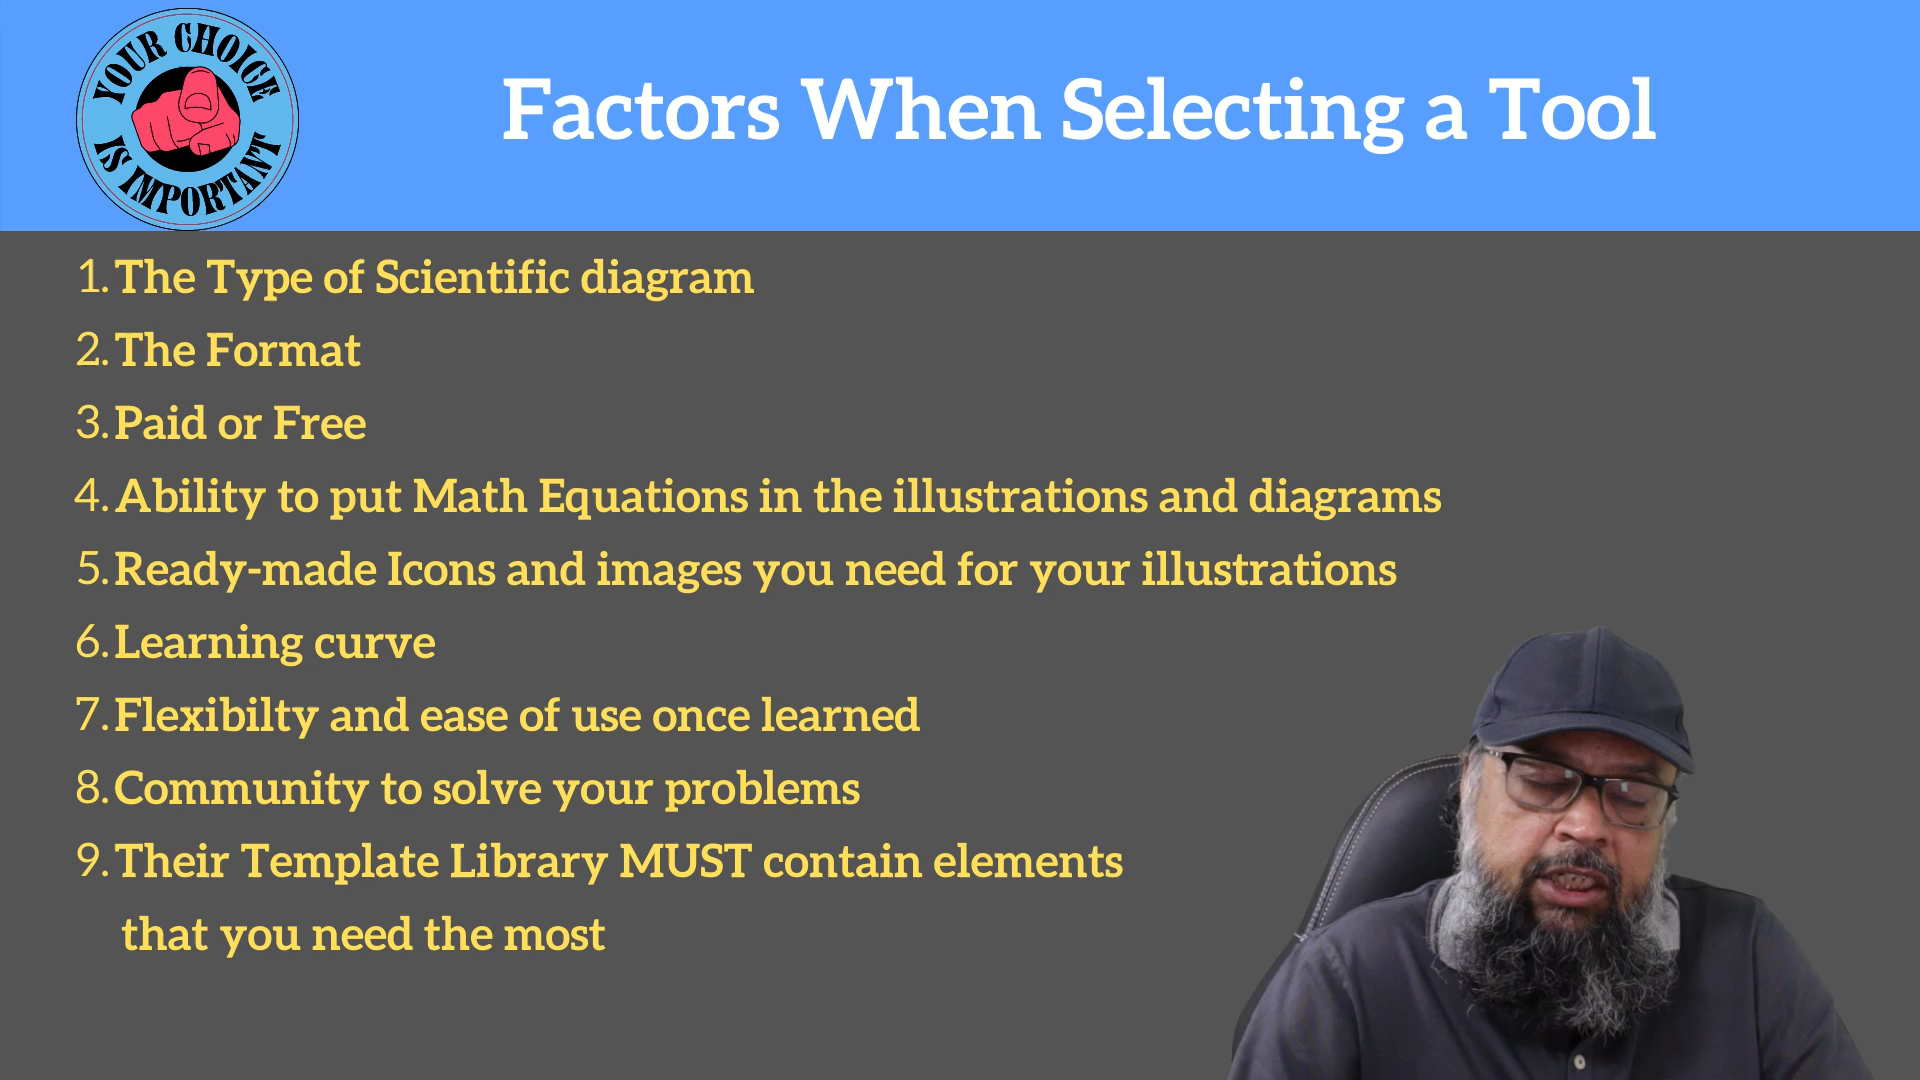 YOUR CHOICE
IS IMPORTANT
Factors When Selecting a Tool
1. The Type of Scientific diagram
2. The Format
3. Paid or Free
4. Ability to put Math Equations in the illustrations and diagrams
5. Ready-made Icons and images you need for your illustrations
6. Learning curve
7. Flexibilty and ease of use once learned
8. Community to solve your problems
9. Their Template Library MUST contain elements
that you need the most